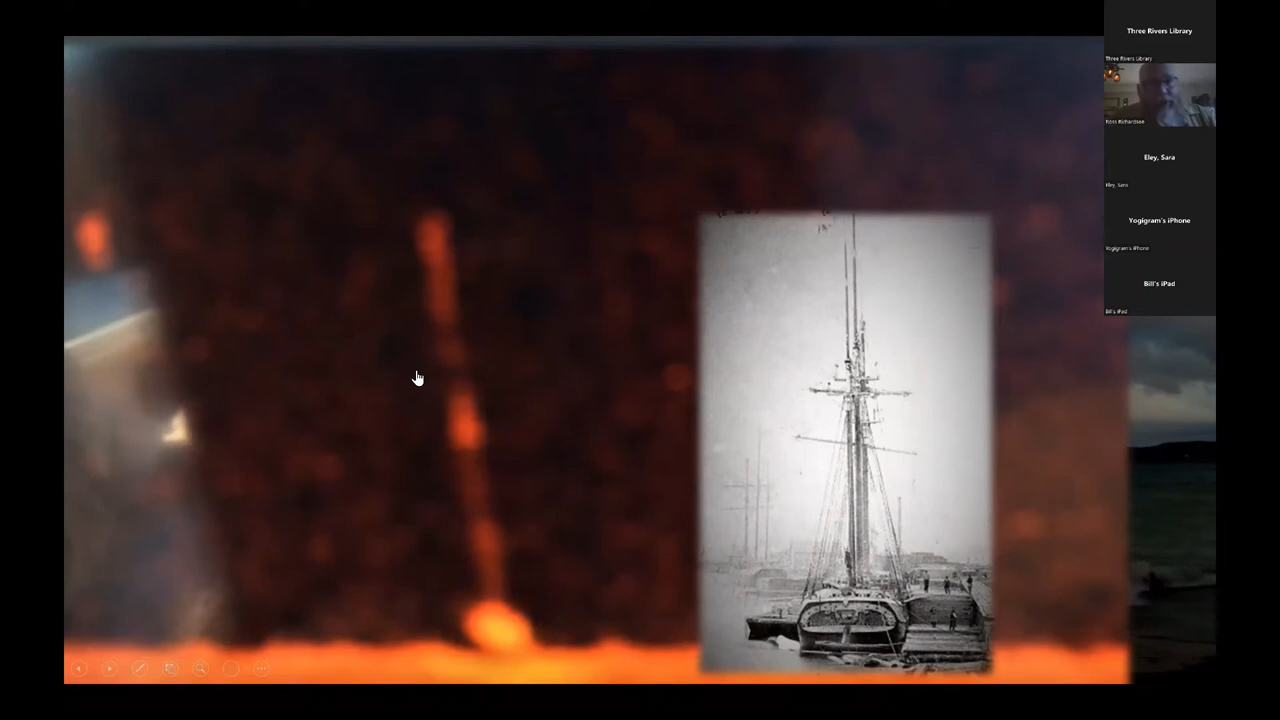 Three Rivers Library
Three Rivers Library
Ross Richardson
Eley, Sara
Eley, Sara
Yogigram's iPhone
Yogigram's iPhone
Bill's iPad
Bill's iPad